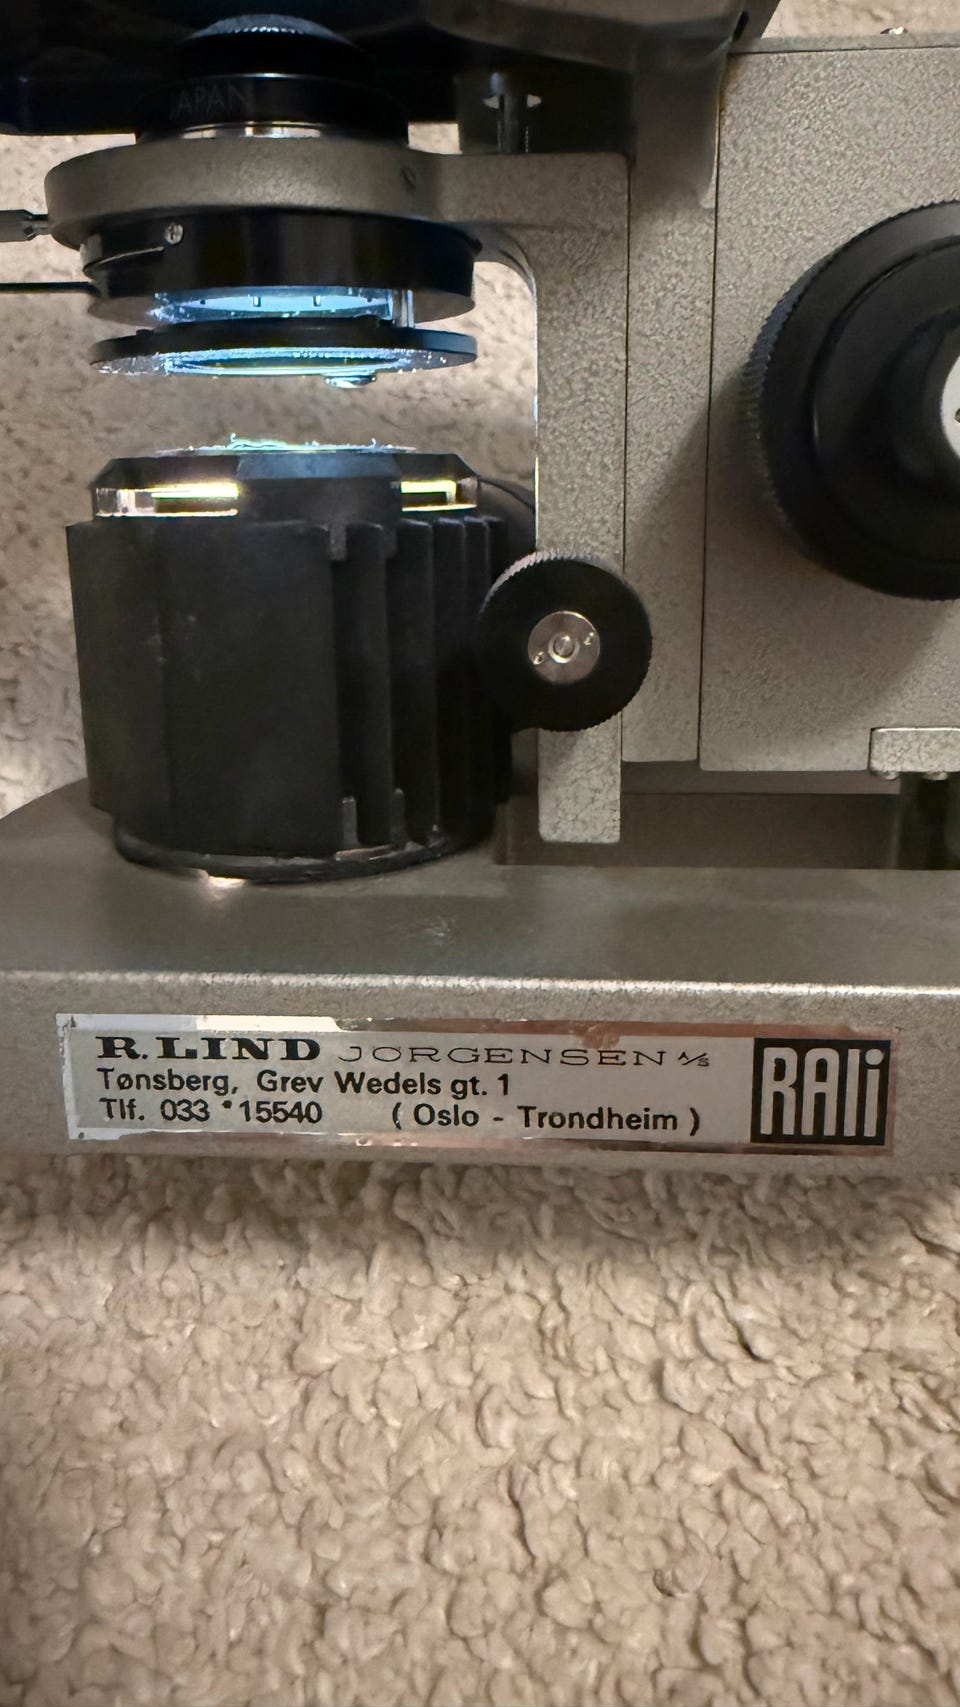 JAPAN
R. LIND JØRGENSEN A/S
Tønsberg, Grev Wedels gt. 1
Tlf. 033 *15540 ( Oslo - Trondheim )
RALi